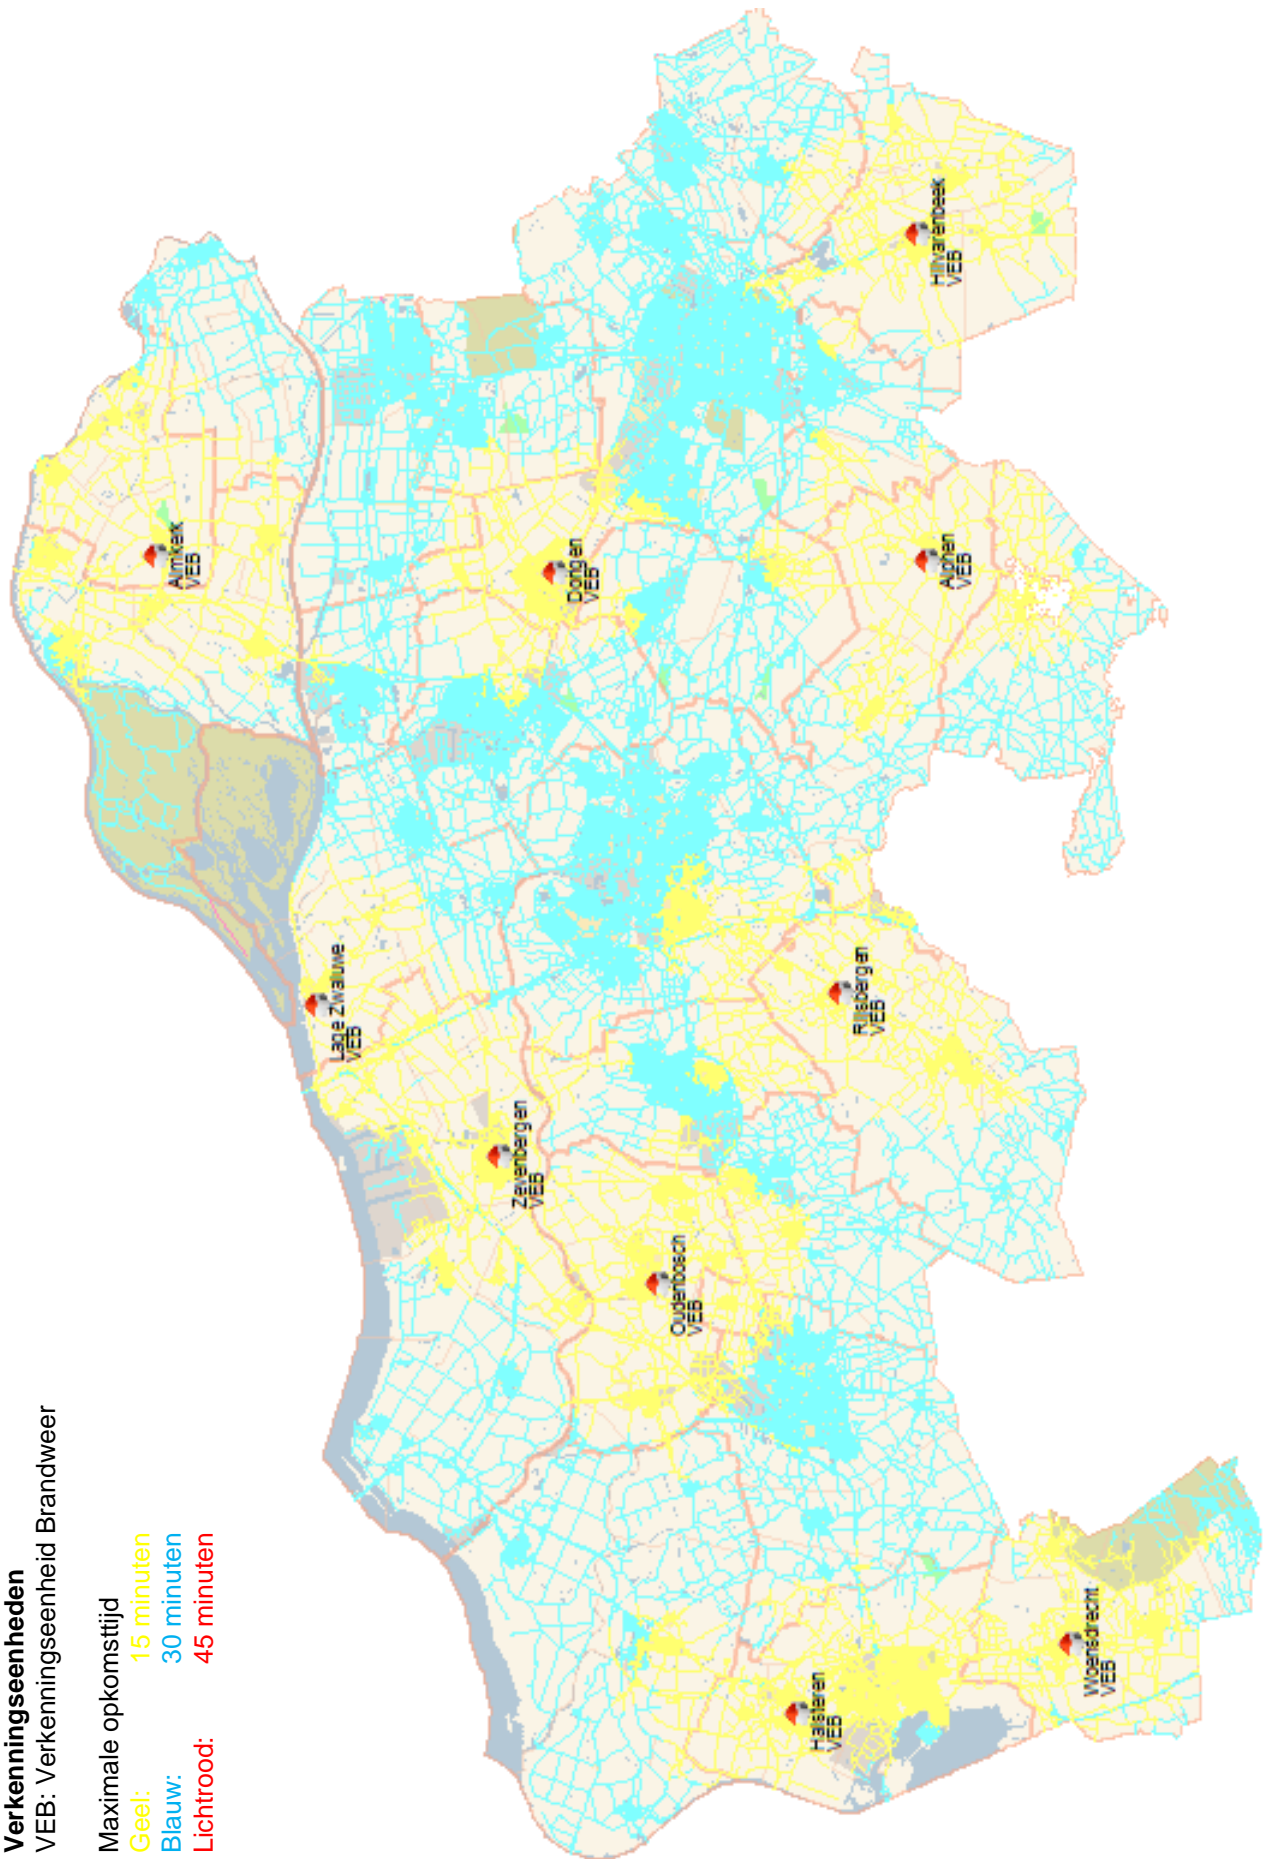 Verkenningseenheden
VEB: Verkenningseenheid Brandweer
Maximale opkomsttijd
Geel: 15 minuten
Blauw: 30 minuten
Lichtrood: 45 minuten
Almkerk
VEB
Lage Zwaluwe
VEB
Dongen
VEB
Hilvarenbeek
VEB
Zevenbergen
VEB
Alphen
VEB
Oudenbosch
VEB
Rijsbergen
VEB
Halsteren
VEB
Woensdrecht
VEB